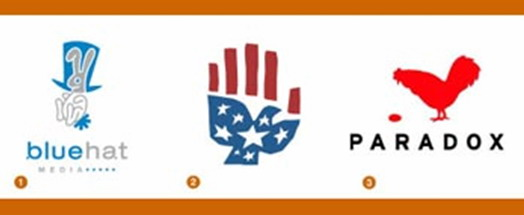 bluehat
MEDIA
PARADOX
1
2
3